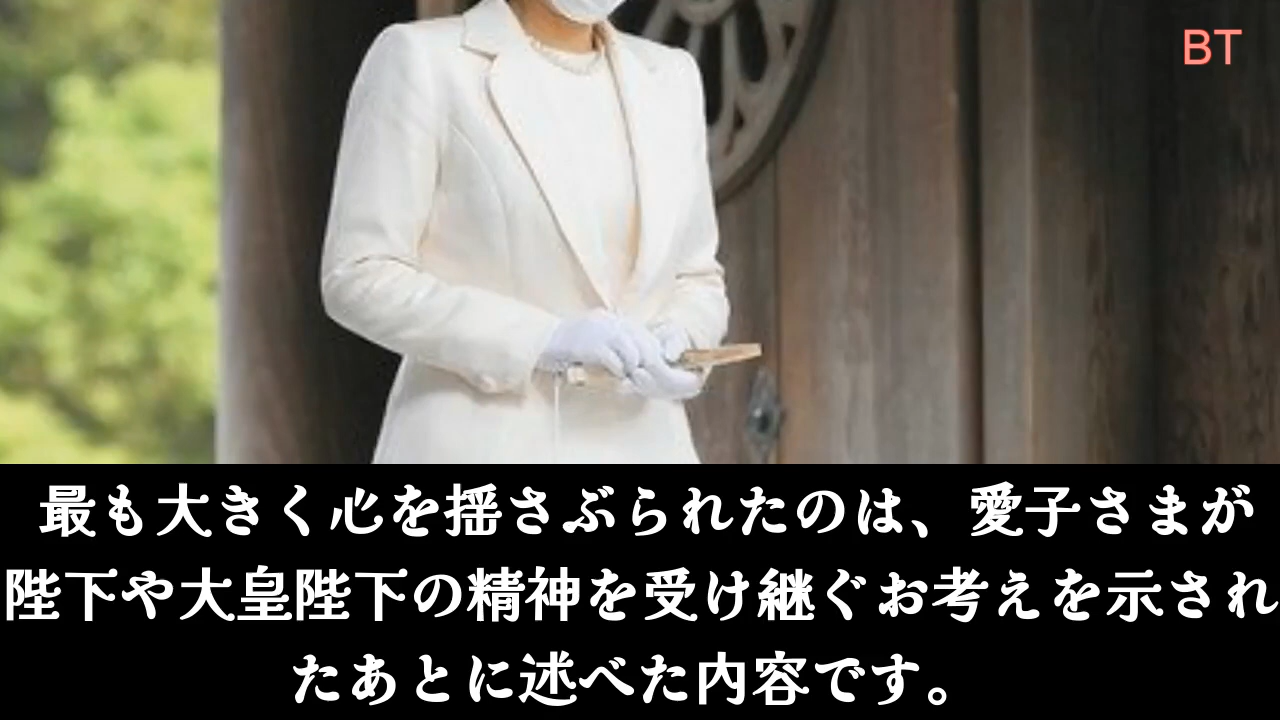 BT
最も大きく心を揺さぶられたのは、愛子さまが
陛下や大皇陛下の精神を受け継ぐお考えを示され
たあとに述べた内容です。